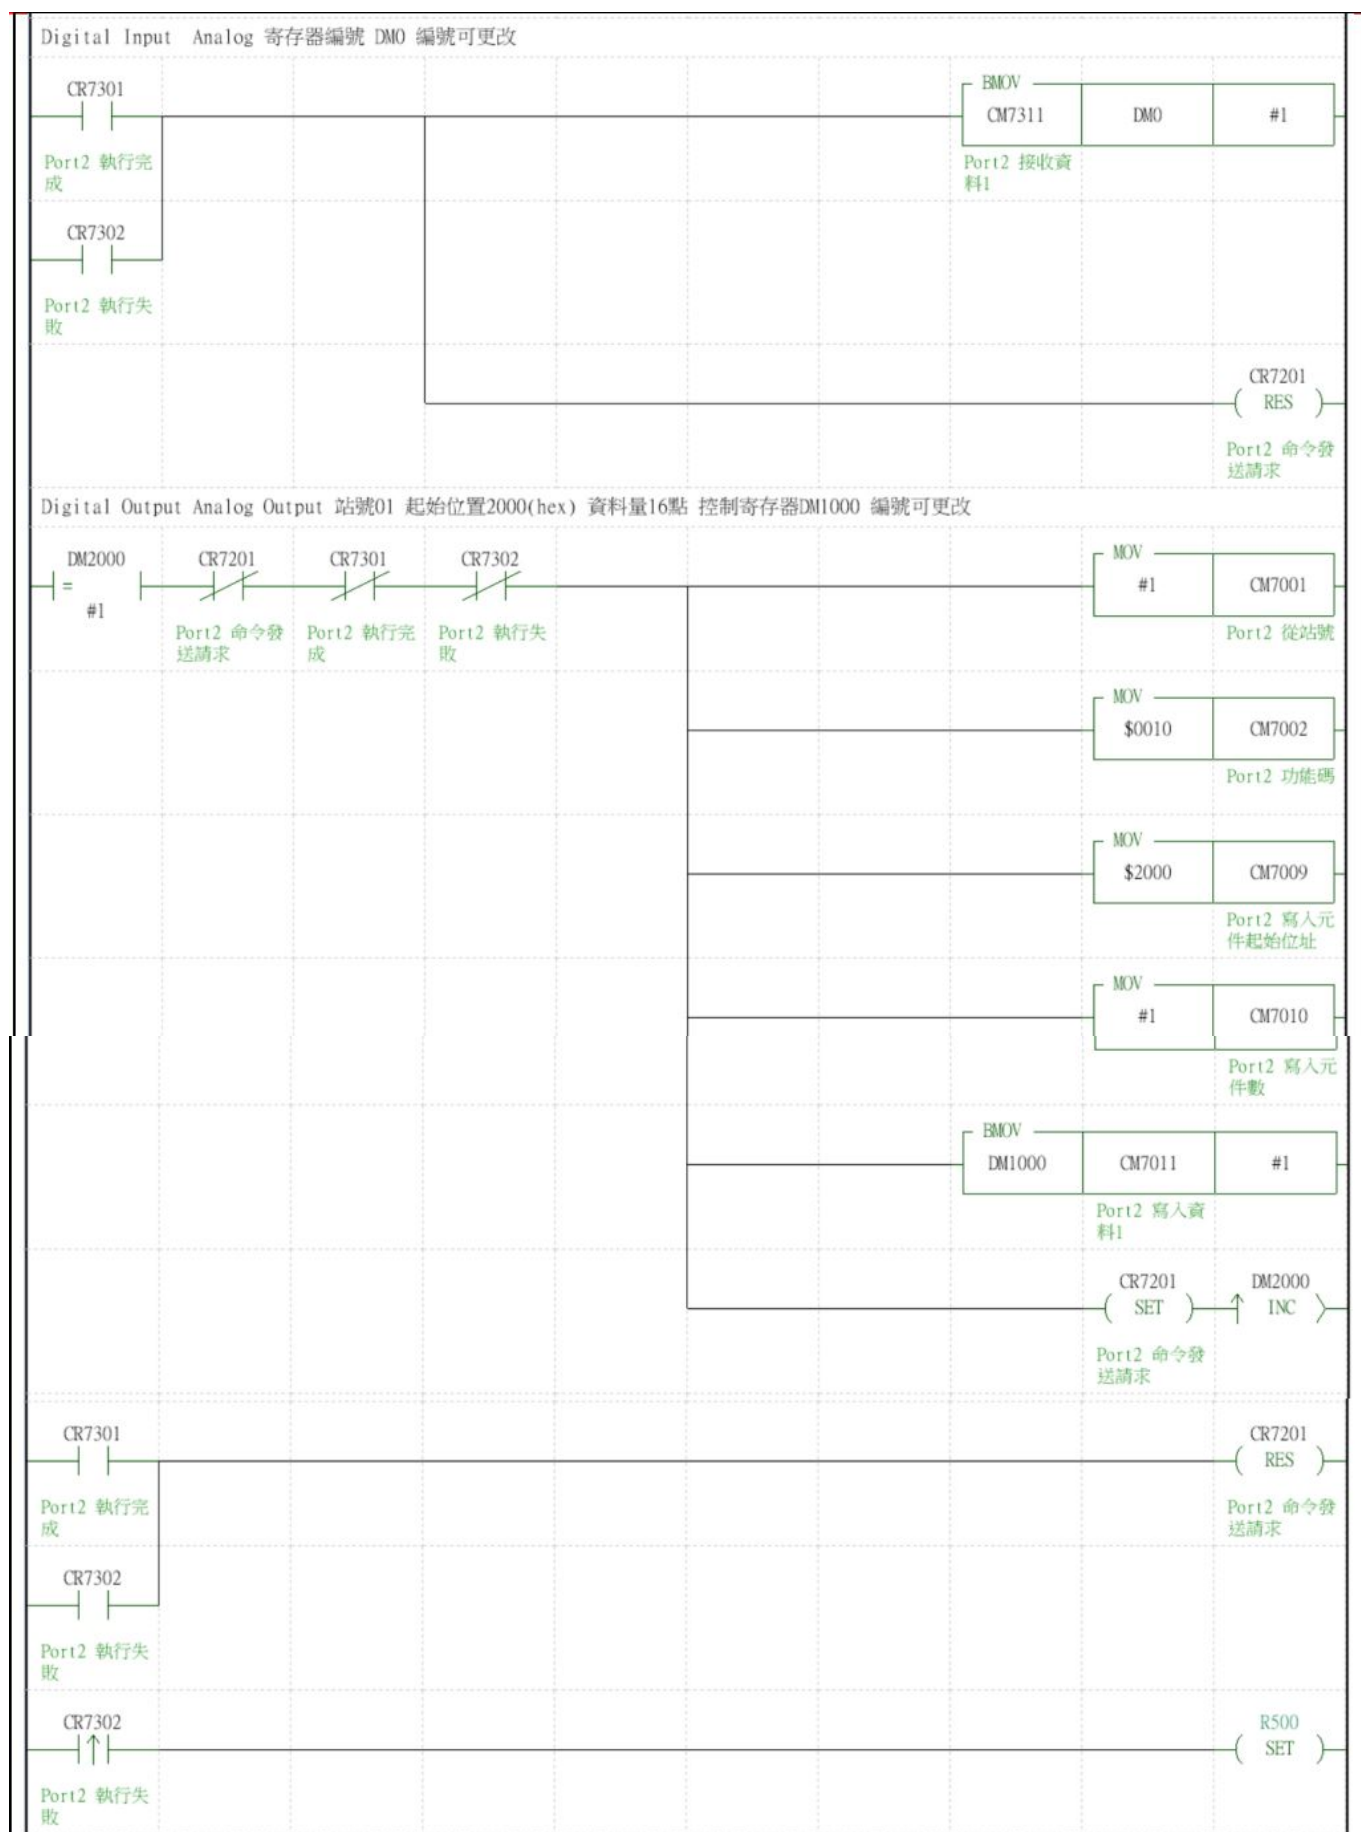 Digital Input  Analog 寄存器編號 DM0 編號可更改
CR7301
BMOV
CM7311 DM0 #1
Port2 執行完
成
Port2 接收資
料1
CR7302
Port2 執行失
敗
CR7201
RES
Port2 命令發
送請求
Digital Output Analog Output 站號01 起始位置2000(hex) 資料量16點 控制寄存器DM1000 編號可更改
DM2000 CR7201 CR7301 CR7302
MOV
= #1 CM7001
#1
Port2 命令發 Port2 執行完 Port2 執行失 Port2 從站號
送請求 成 敗
MOV
$0010 CM7002
Port2 功能碼
MOV
$2000 CM7009
Port2 寫入元
件起始位址
MOV
#1 CM7010
Port2 寫入元
件數
BMOV
DM1000 CM7011 #1
Port2 寫入資
料1
CR7201 DM2000
SET INC
Port2 命令發
送請求
CR7301 CR7201
RES
Port2 執行完 Port2 命令發
成 送請求
CR7302
Port2 執行失
敗
CR7302 R500
SET
Port2 執行失
敗